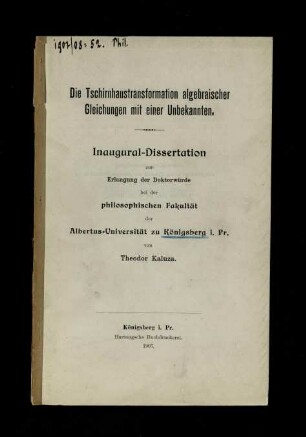 1907/08: 52. Phil.
Die Tschirnhaustransformation algebraischer
Gleichungen mit einer Unbekannten.
Inaugural-Dissertation
zur
Erlangung der Doktorwürde
bei der
philosophischen Fakultät
der
Albertus-Universität zu Königsberg i. Pr.
von
Theodor Kaluza.
Königsberg i. Pr.
Hartungsche Buchdruckerei.
1907.